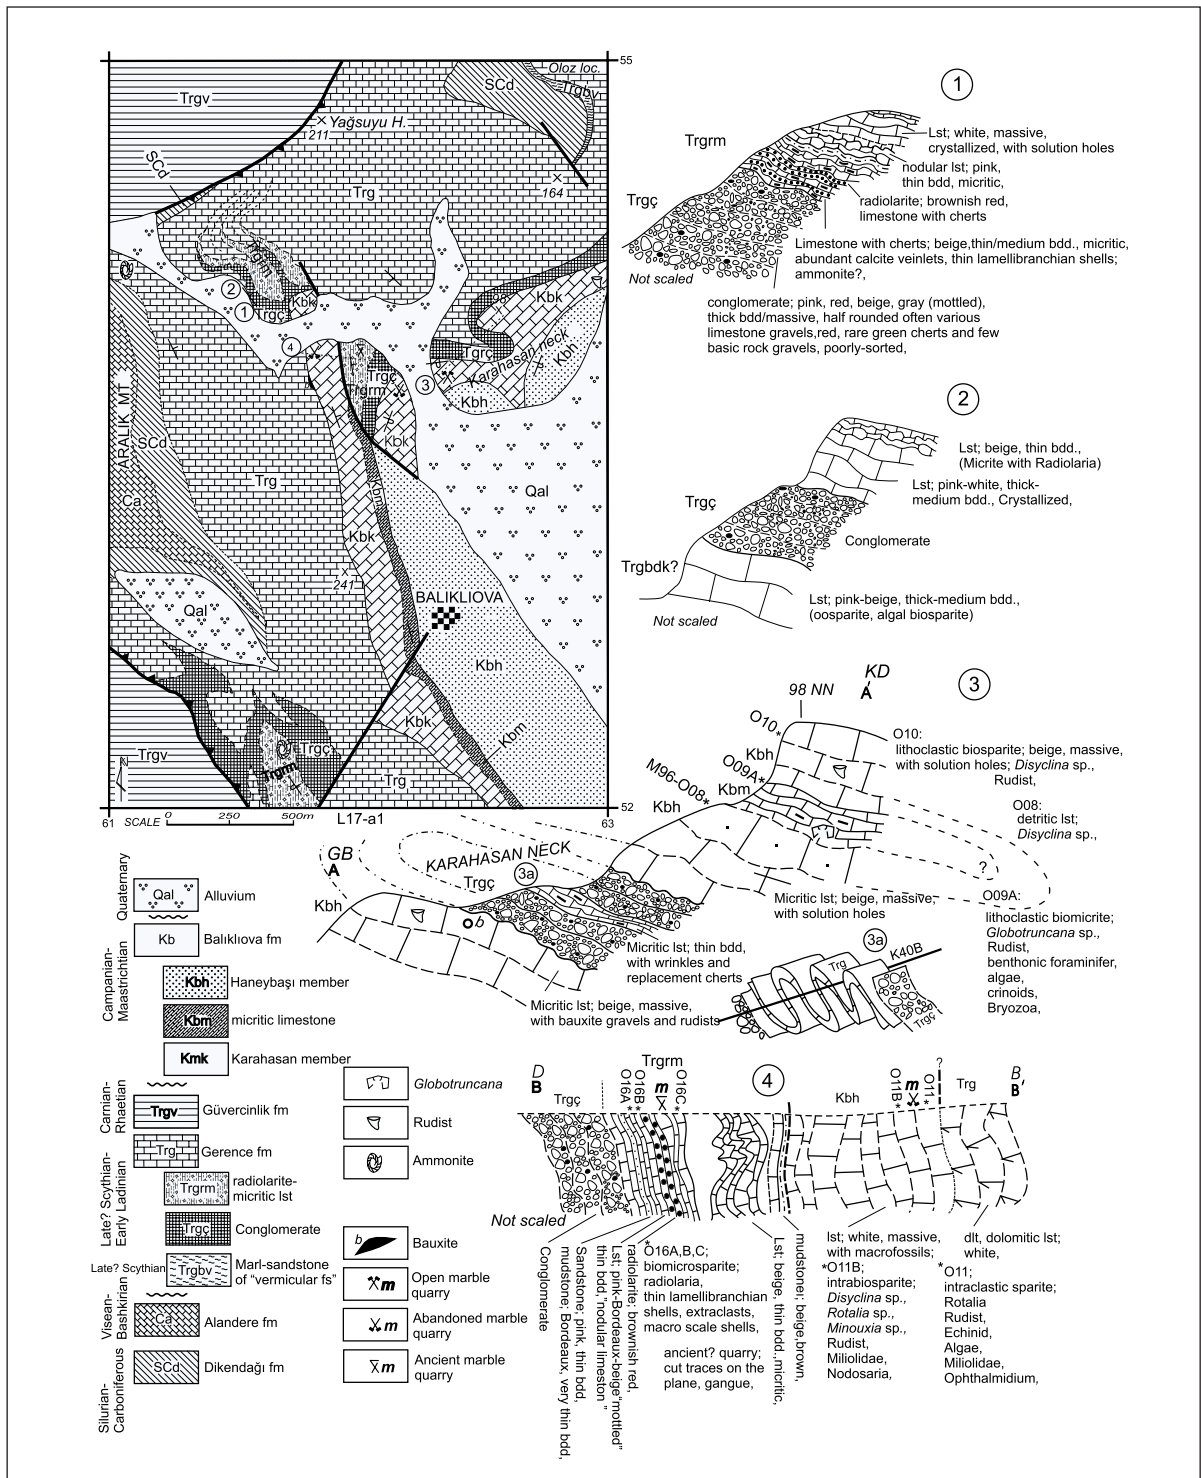 55
Oloz loc.
SCd
Trgbv
Trgv
Yağsuyu H.
211
SCd
Trg
164
Trgrm
2
1
Trgç
Kbk
4
Kbk
Trgç
Karahasan neck
Kbh
Trgç
Trgrm
3
Kbh
Kbk
ARALIK MT
SCd
Ca
Trg
Kbm
Qal
Kbk
241
BALIKLIOVA
Qal
Kbh
Kbk
Kbm
Trgç
Trgv
Trgrm
Trg
N
52
61
SCALE
0
250
500m
L17-a1
63
1
Trgrm
Lst; white, massive,
crystallized, with solution holes
nodular lst; pink,
thin bdd, micritic,
radiolarite; brownish red,
limestone with cherts
Trgç
Limestone with cherts; beige,thin/medium bdd., micritic,
abundant calcite veinlets, thin lamellibranchian shells;
ammonite?,
Not scaled
conglomerate; pink, red, beige, gray (mottled),
thick bdd/massive, half rounded often various
limestone gravels,red, rare green cherts and few
basic rock gravels, poorly-sorted,
2
Lst; beige, thin bdd.,
(Micrite with Radiolaria)
Lst; pink-white, thick-
medium bdd., Crystallized,
Trgç
Conglomerate
Trgbdk?
Lst; pink-beige, thick-medium bdd.,
(oosparite, algal biosparite)
Not scaled
KD
A'
3
98 NN
O10*
Kbh
O09A*
Kbm
M96-O08*
Kbh
O10:
lithoclastic biosparite; beige, massive,
with solution holes; Disyclina sp.,
Rudist,
O08:
detritic lst;
Disyclina sp.,
?
GB
A
KARAHASAN NECK
Trgç
3a
Kbh
b
Micritic lst; beige, massive,
with solution holes
O09A:
lithoclastic biomicrite;
Globotruncana sp.,
Rudist,
benthonic foraminifer,
algae,
crinoids,
Bryozoa,
Micritic lst; thin bdd,
with wrinkles and
replacement cherts
Micritic lst; beige, massive,
with bauxite gravels and rudists
3a
K40B
Trg
Trgç
Quaternary
Qal
Alluvium
Campanian-
Maastrichtian
Kb
Balıklıova fm
Kbh
Haneybaşı member
Kbm
micritic limestone
Kmk
Karahasan member
Carnian-
Rhaetian
Trgv
Güvercinlik fm
Late? Scythian-
Early Ladinian
Trg
Gerence fm
Trgrm
radiolarite-
micritic lst
Trgç
Conglomerate
Late? Scythian
Trgbv
Marl-sandstone
of “vermicular fs”
Visean-
Bashkirian
Ca
Alandere fm
Silurian-
Carboniferous
SCd
Dikendağı fm
Globotruncana
Rudist
Ammonite
b
Bauxite
m
Open marble
quarry
m
Abandoned marble
quarry
m
Ancient marble
quarry
D
B
Trgç
Trgrm
O16A*
O16B*
m
O16C*
4
Kbh
O11B*
m
O11*
?
Trg
B
B'
Not scaled
Conglomerate
mudstone; Bordeaux, very thin bdd,
Sandstone; pink, thin bdd,
thin bdd,"nodular limeston "
Lst; pink-Bordeaux-beige"mottled"
radiolarite; brownish red,
*
O16A,B,C;
biomicrosparite;
radiolaria,
thin lamellibranchian
shells, extraclasts,
macro scale shells,
ancient? quarry;
cut traces on the
plane, gangue,
Lst; beige, thin bdd.,micritic,
mudstoneı; beige,brown,
lst; white, massive,
with macrofossils;
*O11B;
intrabiosparite;
Disyclina sp.,
Rotalia sp.,
Minouxia sp.,
Rudist,
Miliolidae,
Nodosaria,
dlt, dolomitic lst;
white,
*O11;
intraclastic sparite;
Rotalia
Rudist,
Echinid,
Algae,
Miliolidae,
Ophthalmidium,